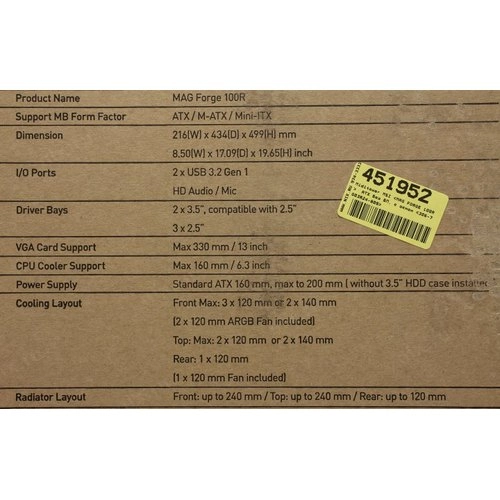 Product Name MAG Forge 100R
Support MB Form Factor ATX / M-ATX / Mini-ITX
Dimension 216(W) x 434(D) x 499(H) mm
8.50(W) x 17.09(D) x 19.65(H) inch
I/O Ports 2 x USB 3.2 Gen 1
HD Audio / Mic
Driver Bays 2 x 3.5", compatible with 2.5"
3 x 2.5"
VGA Card Support Max 330 mm / 13 inch
CPU Cooler Support Max 160 mm / 6.3 inch
Power Supply Standard ATX 160 mm, max to 200 mm ( without 3.5" HDD case installed
Cooling Layout Front Max: 3 x 120 mm or 2 x 140 mm
(2 x 120 mm ARGB Fan included)
Top: Max: 2 x 120 mm or 2 x 140 mm
Rear: 1 x 120 mm
(1 x 120 mm Fan included)
Radiator Layout Front: up to 240 mm / Top: up to 240 mm / Rear: up to 120 mm
451952